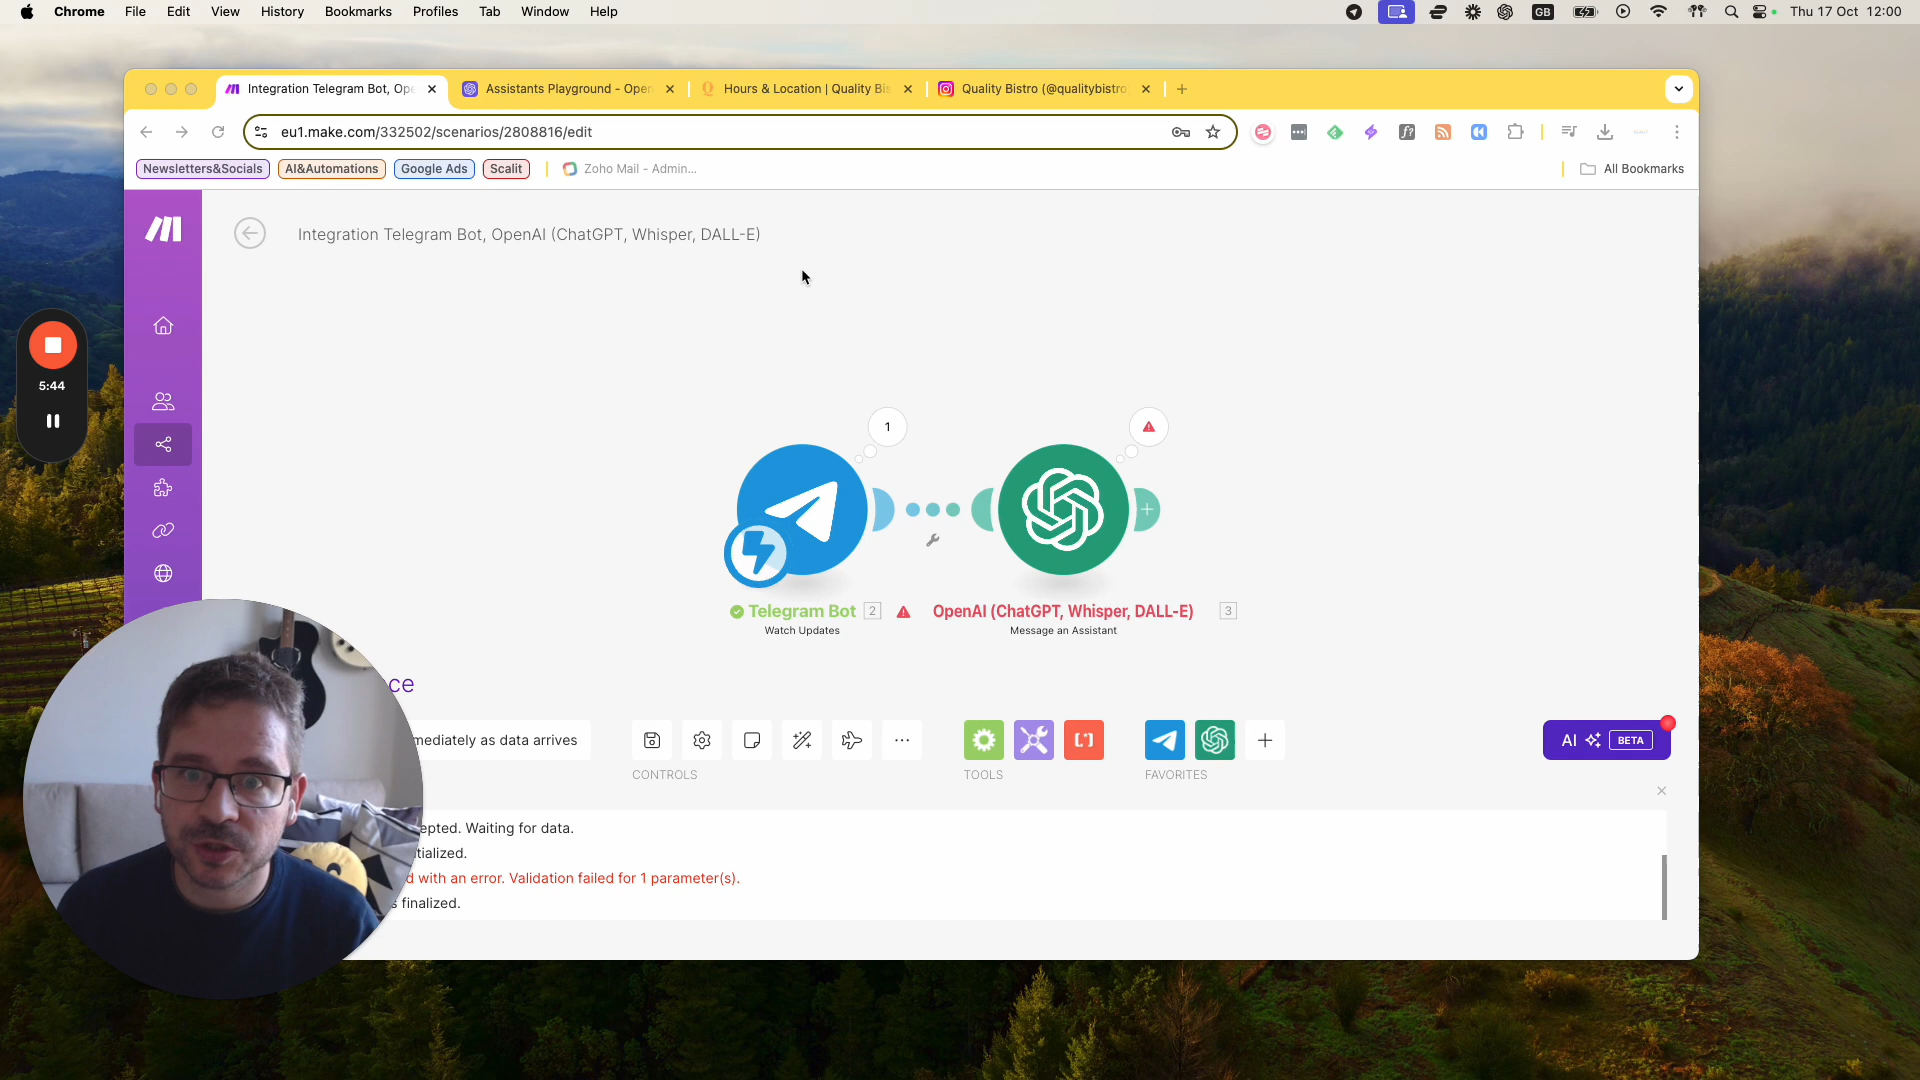 Chrome File Edit View History Bookmarks Profiles Tab Window Help GB Thu 17 Oct 12:00
Integration Telegram Bot, Ope Assistants Playground - Open Hours & Location | Quality Bis Quality Bistro (@qualitybistro
eu1.make.com/332502/scenarios/2808816/edit
Newsletters&Socials AI&Automations Google Ads Scalit Zoho Mail - Admin... All Bookmarks
Integration Telegram Bot, OpenAI (ChatGPT, Whisper, DALL-E)
5:44
1
Telegram Bot 2 OpenAI (ChatGPT, Whisper, DALL-E) 3
Watch Updates Message an Assistant
ce
mediately as data arrives
AI BETA
CONTROLS TOOLS FAVORITES
epted. Waiting for data.
itialized.
d with an error. Validation failed for 1 parameter(s).
s finalized.